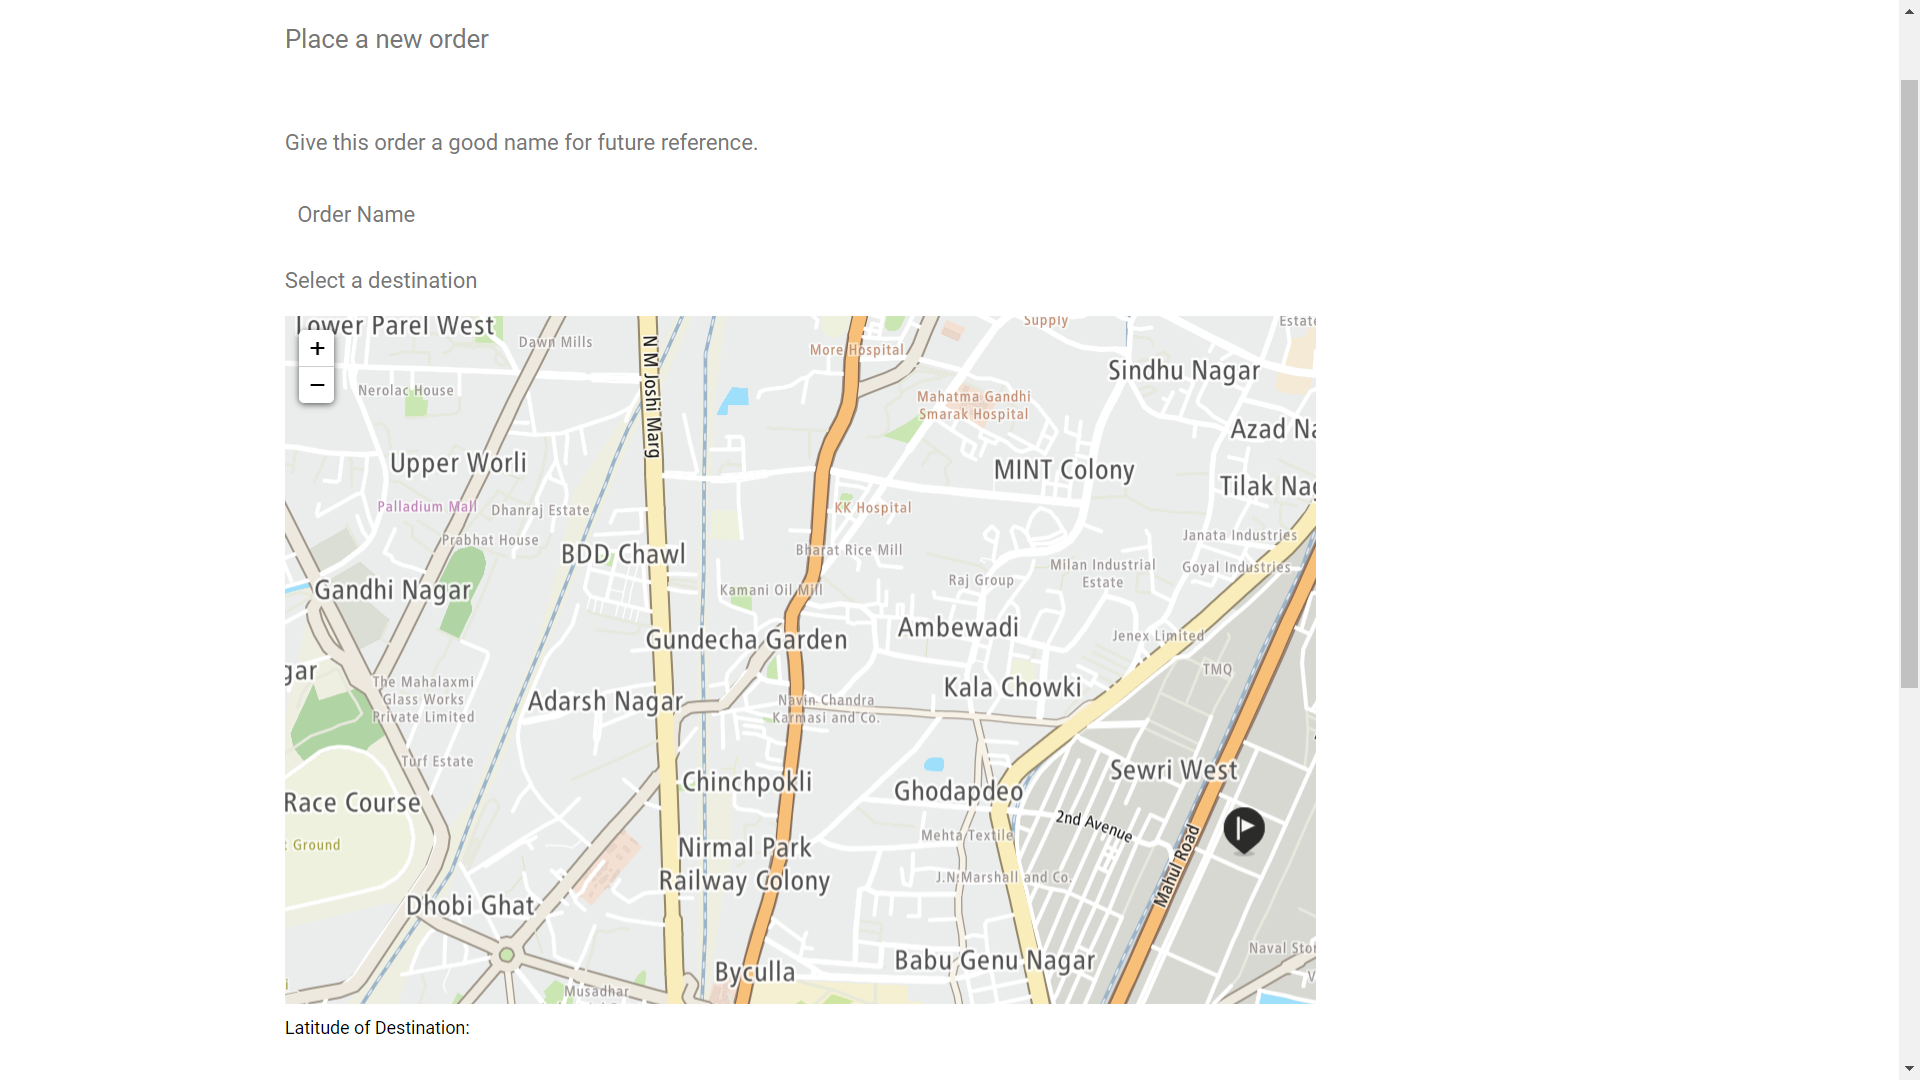 Place a new order
Give this order a good name for future reference.
Order Name
Select a destination
Lower Parel West
Supply
Estate
+
−
Dawn Mills
N M Joshi Marg
More Hospital
Sindhu Nagar
Nerolac House
Mahatma Gandhi
Smarak Hospital
Azad Na
Upper Worli
MINT Colony
Tilak Nag
Palladium Mall
Dhanraj Estate
KK Hospital
Prabhat House
Janata Industries
BDD Chawl
Bharat Rice Mill
Milan Industrial
Estate
Goyal Industries
Gandhi Nagar
Kamani Oil Mill
Raj Group
Ambewadi
Gundecha Garden
Jenex Limited
gar
TMQ
The Mahalaxmi
Glass Works
Private Limited
Adarsh Nagar
Kala Chowki
Navin Chandra
Karmasi and Co.
Turf Estate
Sewri West
Chinchpokli
Ghodapdeo
Race Course
2nd Avenue
Mehta Textile
Ground
Nirmal Park
Railway Colony
Mahul Road
J.N.Marshall and Co.
Dhobi Ght
Naval Sto
Babu Genu Nagar
Byculla
Musadhar
Latitude of Destination: